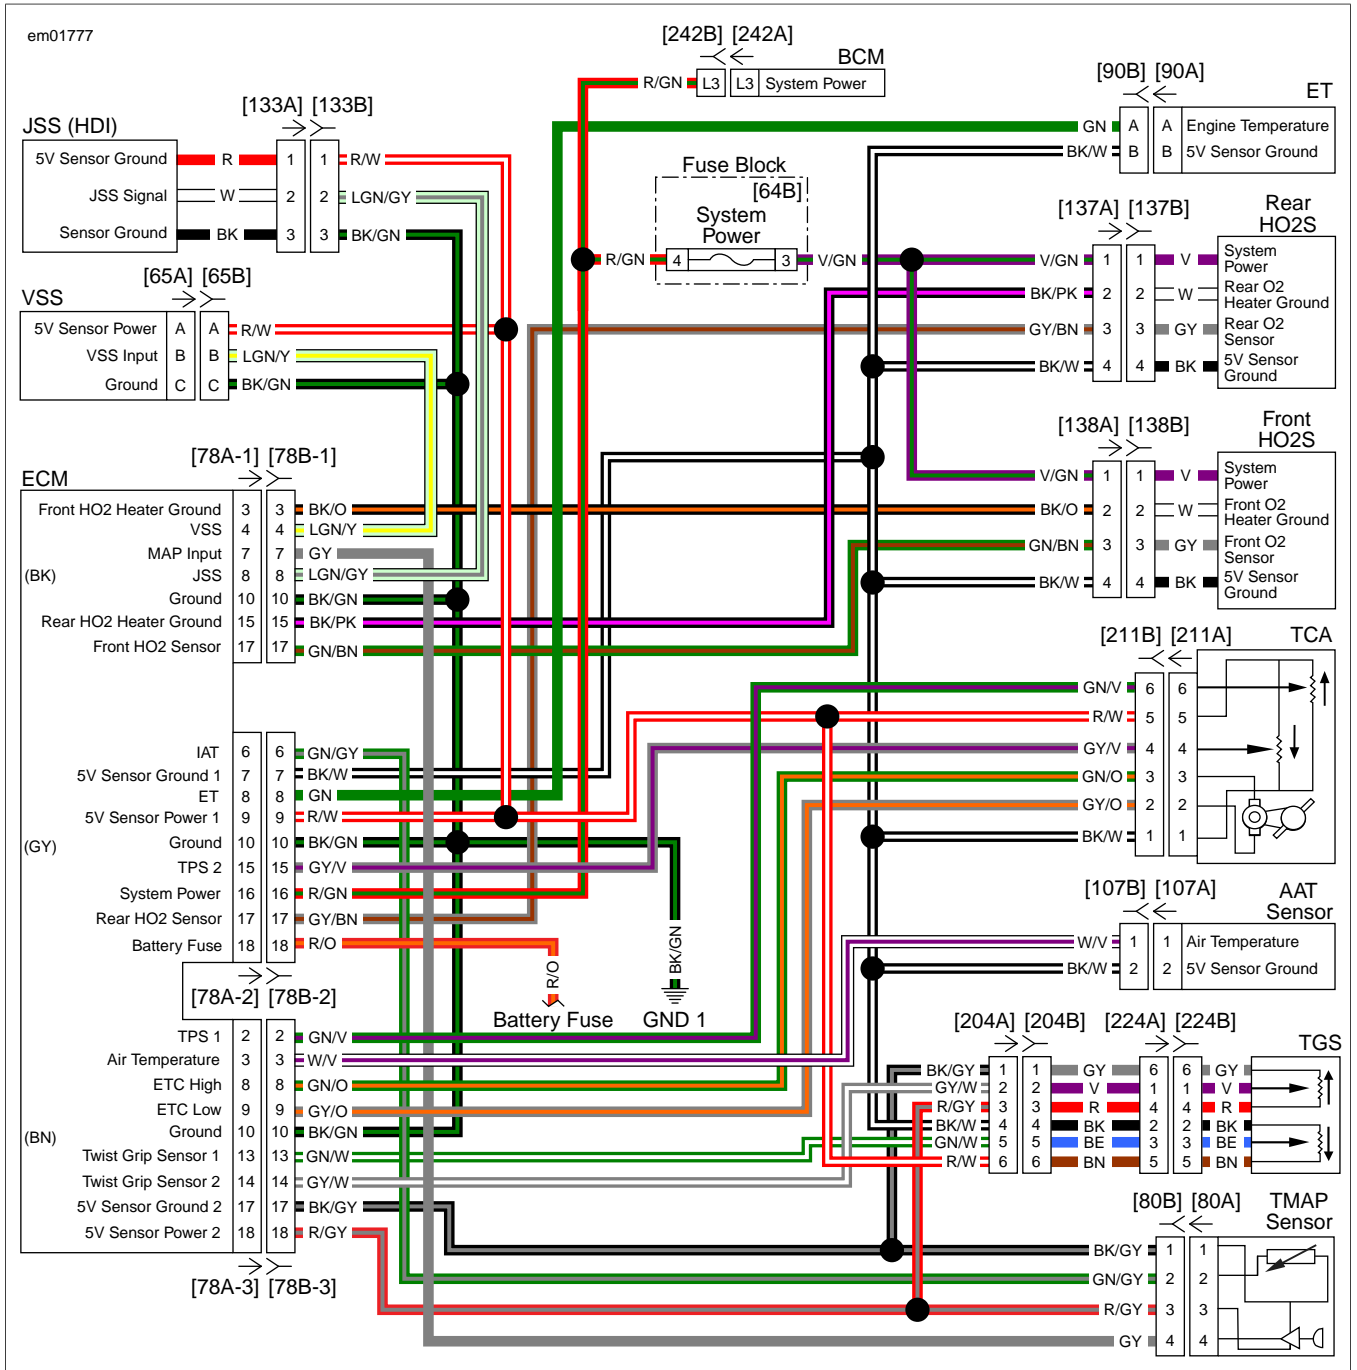 em01777
[242B] [242A]
BCM
R/GN L3 L3 System Power
[90B] [90A]
ET
GN A A Engine Temperature
BK/W B B 5V Sensor Ground
[133A] [133B]
JSS (HDI)
5V Sensor Ground R 1 1 R/W
JSS Signal W 2 2 LGN/GY
Sensor Ground BK 3 3 BK/GN
Fuse Block
[64B]
System
Power
R/GN 4 3 V/GN
[65A] [65B]
VSS
5V Sensor Power A A R/W
VSS Input B B LGN/Y
Ground C C BK/GN
[137A] [137B]
Rear
HO2S
V/GN 1 1 V System
Power
BK/PK 2 2 W Rear O2
Heater Ground
GY/BN 3 3 GY Rear O2
Sensor
BK/W 4 4 BK 5V Sensor
Ground
[138A] [138B]
Front
HO2S
V/GN 1 1 V System
Power
BK/O 2 2 W Front O2
Heater Ground
GN/BN 3 3 GY Front O2
Sensor
BK/W 4 4 BK 5V Sensor
Ground
[78A-1] [78B-1]
ECM
Front HO2 Heater Ground 3 3 BK/O
VSS 4 4 LGN/Y
MAP Input 7 7 GY
(BK)
JSS 8 8 LGN/GY
Ground 10 10 BK/GN
Rear HO2 Heater Ground 15 15 BK/PK
Front HO2 Sensor 17 17 GN/BN
[211B] [211A]
TCA
GN/V 6 6
R/W 5 5
GY/V 4 4
GN/O 3 3
GY/O 2 2
BK/W 1 1
IAT 6 6 GN/GY
5V Sensor Ground 1 7 7 BK/W
ET 8 8 GN
5V Sensor Power 1 9 9 R/W
Ground 10 10 BK/GN
(GY)
TPS 2 15 15 GY/V
System Power 16 16 R/GN
Rear HO2 Sensor 17 17 GY/BN
Battery Fuse 18 18 R/O
[78A-2] [78B-2]
R/O
Battery Fuse
BK/GN
GND 1
[107B] [107A]
AAT
Sensor
W/V 1 1 Air Temperature
BK/W 2 2 5V Sensor Ground
TPS 1 2 2 GN/V
Air Temperature 3 3 W/V
ETC High 8 8 GN/O
ETC Low 9 9 GY/O
Ground 10 10 BK/GN
(BN)
Twist Grip Sensor 1 13 13 GN/W
Twist Grip Sensor 2 14 14 GY/W
5V Sensor Ground 2 17 17 BK/GY
5V Sensor Power 2 18 18 R/GY
[78A-3] [78B-3]
[204A] [204B] [224A] [224B]
TGS
BK/GY 1 1 GY 6 6 GY
GY/W 2 2 V 1 1 V
R/GY 3 3 R 4 4 R
BK/W 4 4 BK 2 2 BK
GN/W 5 5 BE 3 3 BE
R/W 6 6 BN 5 5 BN
[80B] [80A]
TMAP
Sensor
BK/GY 1 1
GN/GY 2 2
R/GY 3 3
GY 4 4